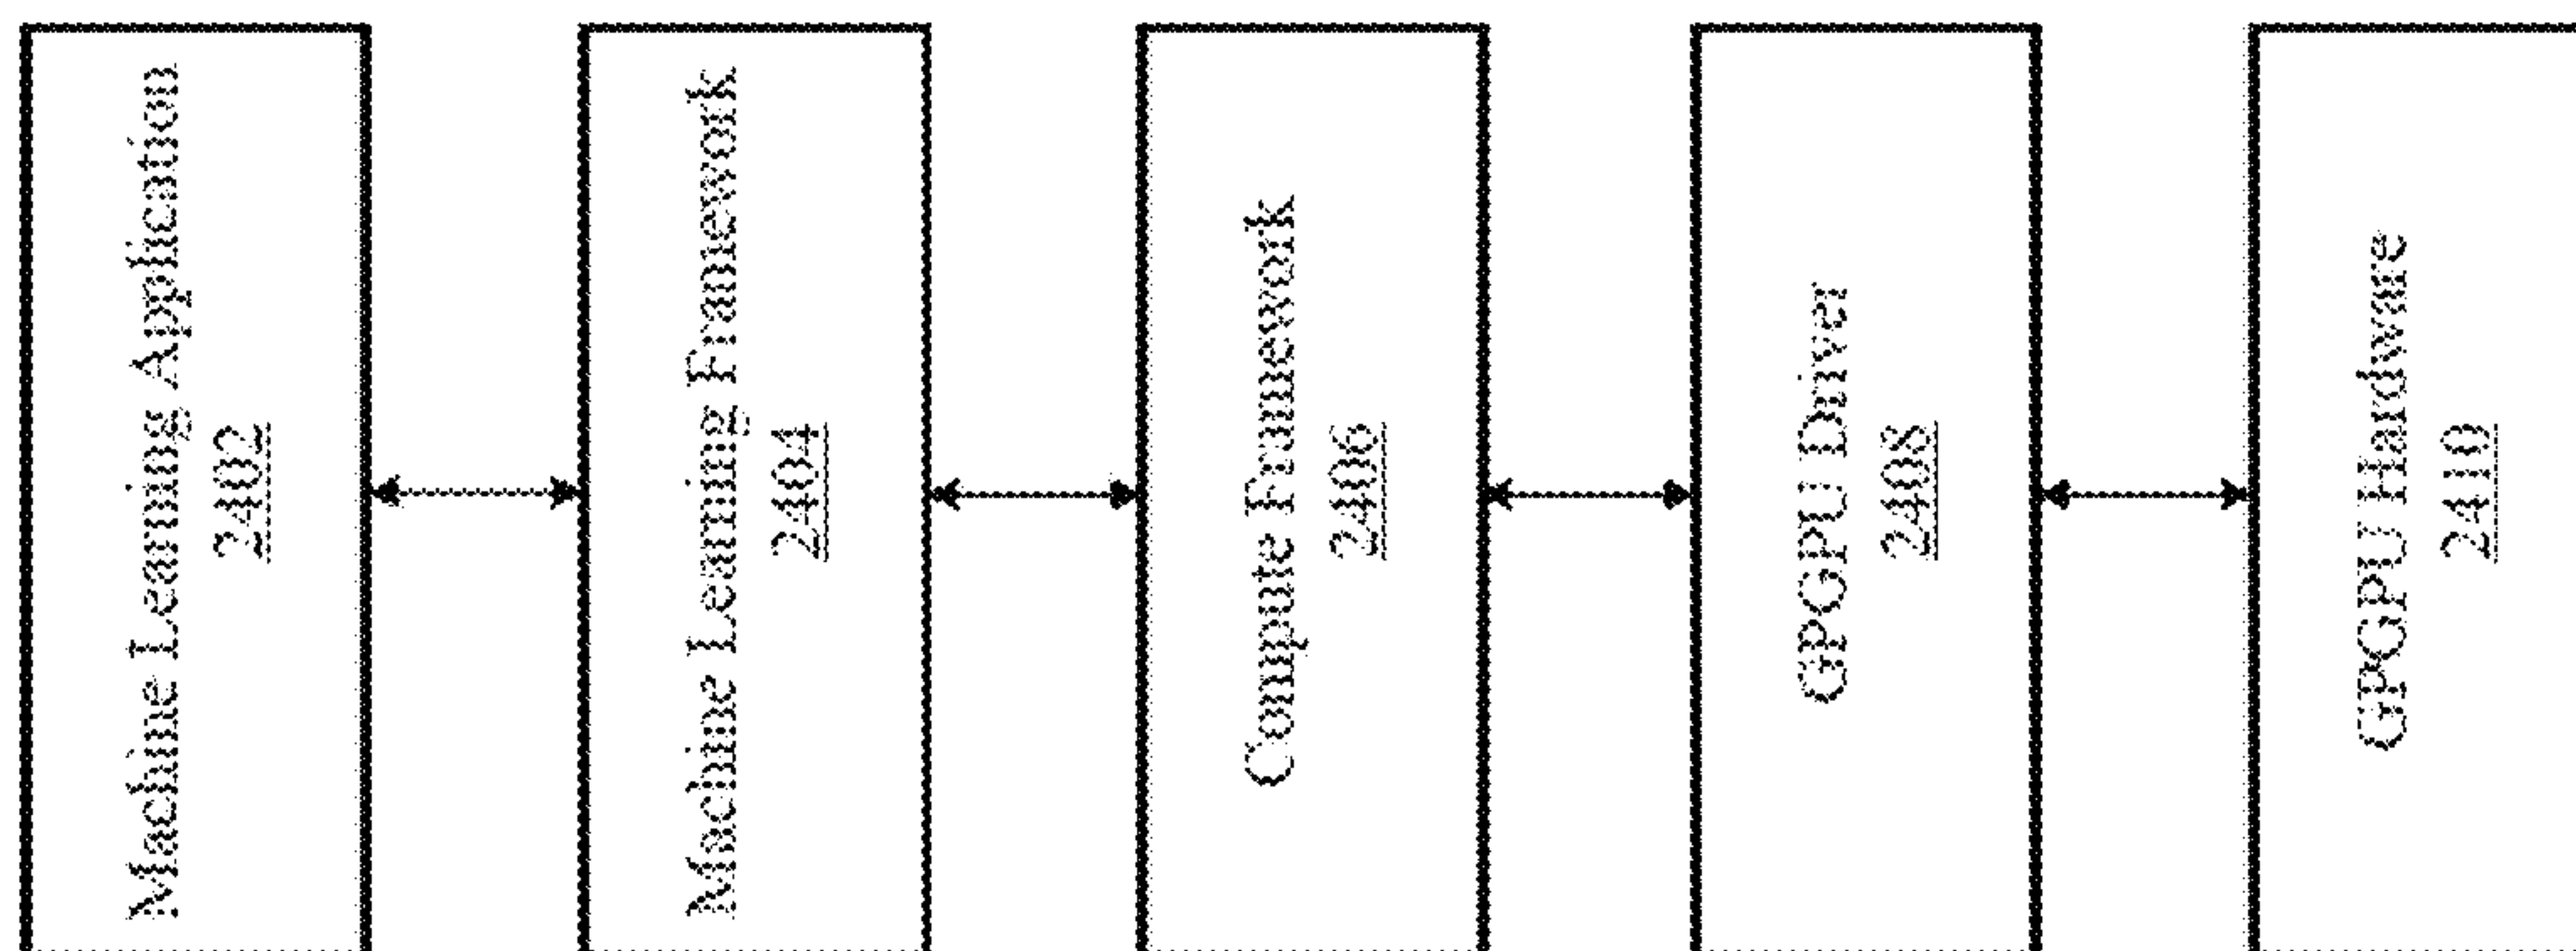 Machine Learning Application
2402
Machine Learning Framework
2404
Compute Framework
2406
GPGPU Driver
2408
GPGPU Hardware
2410